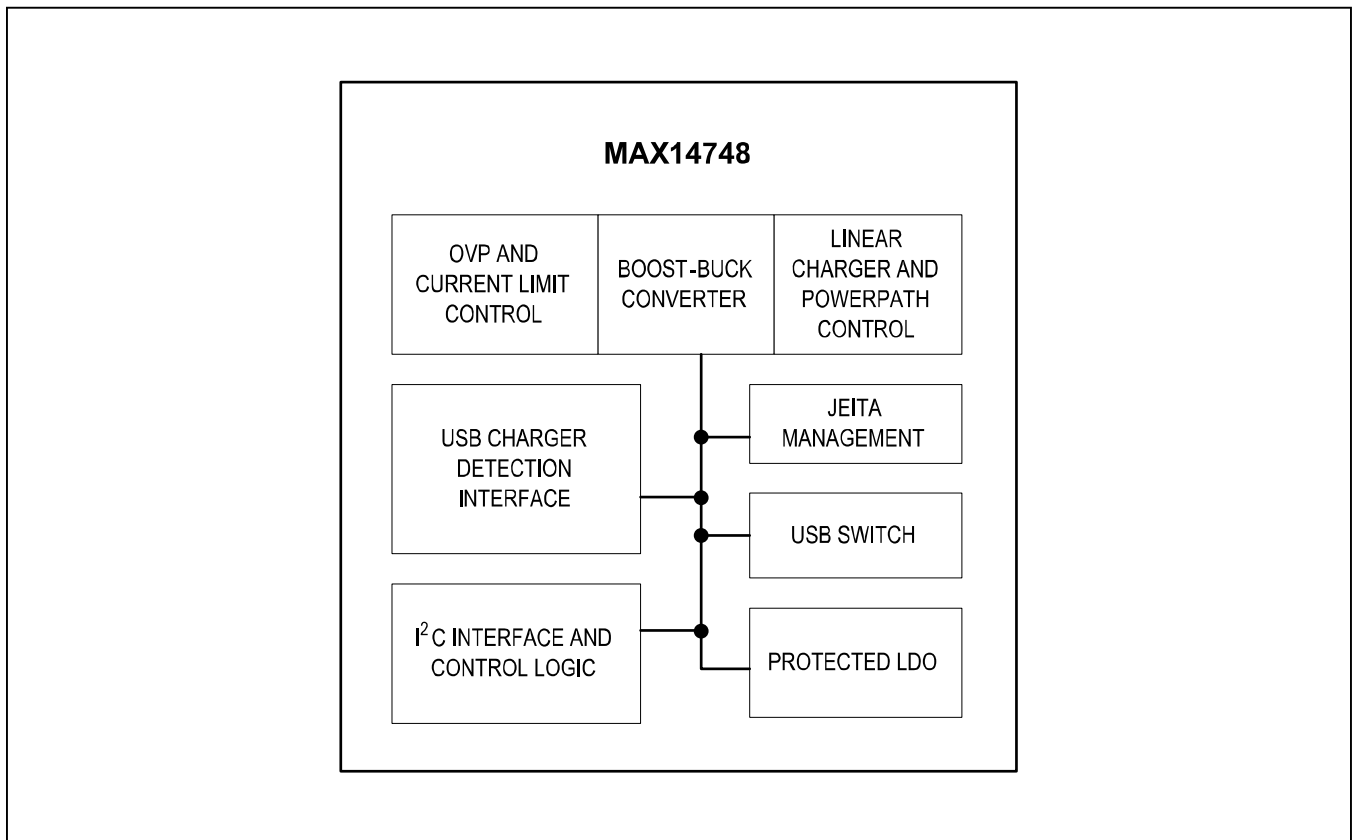 MAX14748
OVP AND
CURRENT LIMIT
CONTROL
BOOST-BUCK
CONVERTER
LINEAR
CHARGER AND
POWERPATH
CONTROL
USB CHARGER
DETECTION
INTERFACE
JEITA
MANAGEMENT
USB SWITCH
I²C INTERFACE AND
CONTROL LOGIC
PROTECTED LDO